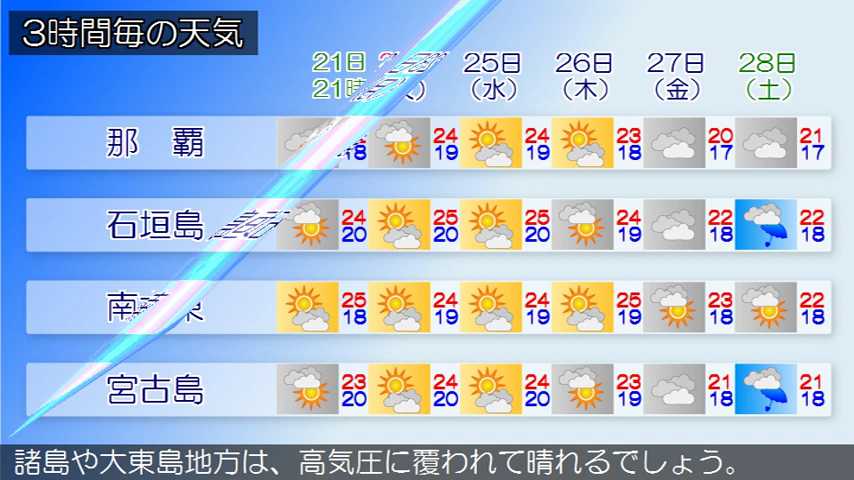 3時間毎の天気
21日 25日 26日 27日 28日
21時 (水) (木) (金) (土)
那覇 18 24 19 24 19 23 18 20 17 21 17
石垣島 24 20 25 20 25 20 24 19 22 18 22 18
南 25 18 24 19 24 19 25 19 23 18 22 18
宮古島 23 20 24 20 24 20 23 19 21 18 21 18
諸島や大東島地方は、高気圧に覆われて晴れるでしょう。